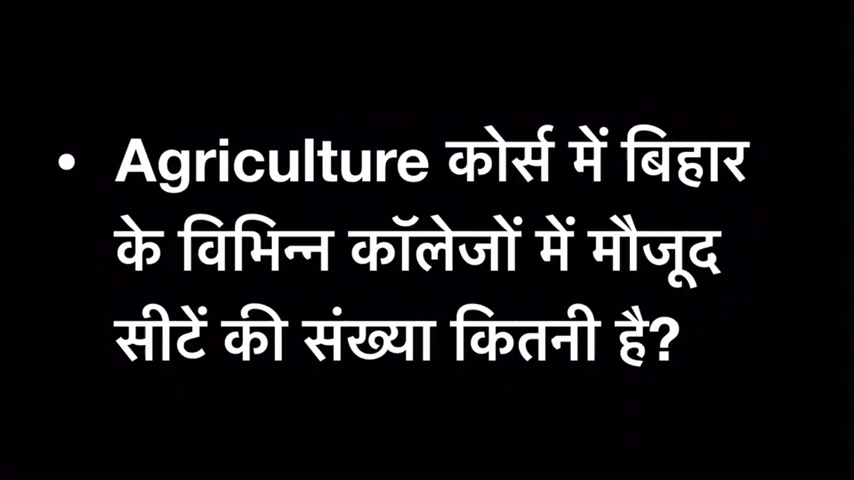 • Agriculture कोर्स में बिहार
के विभिन्न कॉलेजों में मौजूद
सीटें की संख्या कितनी है?